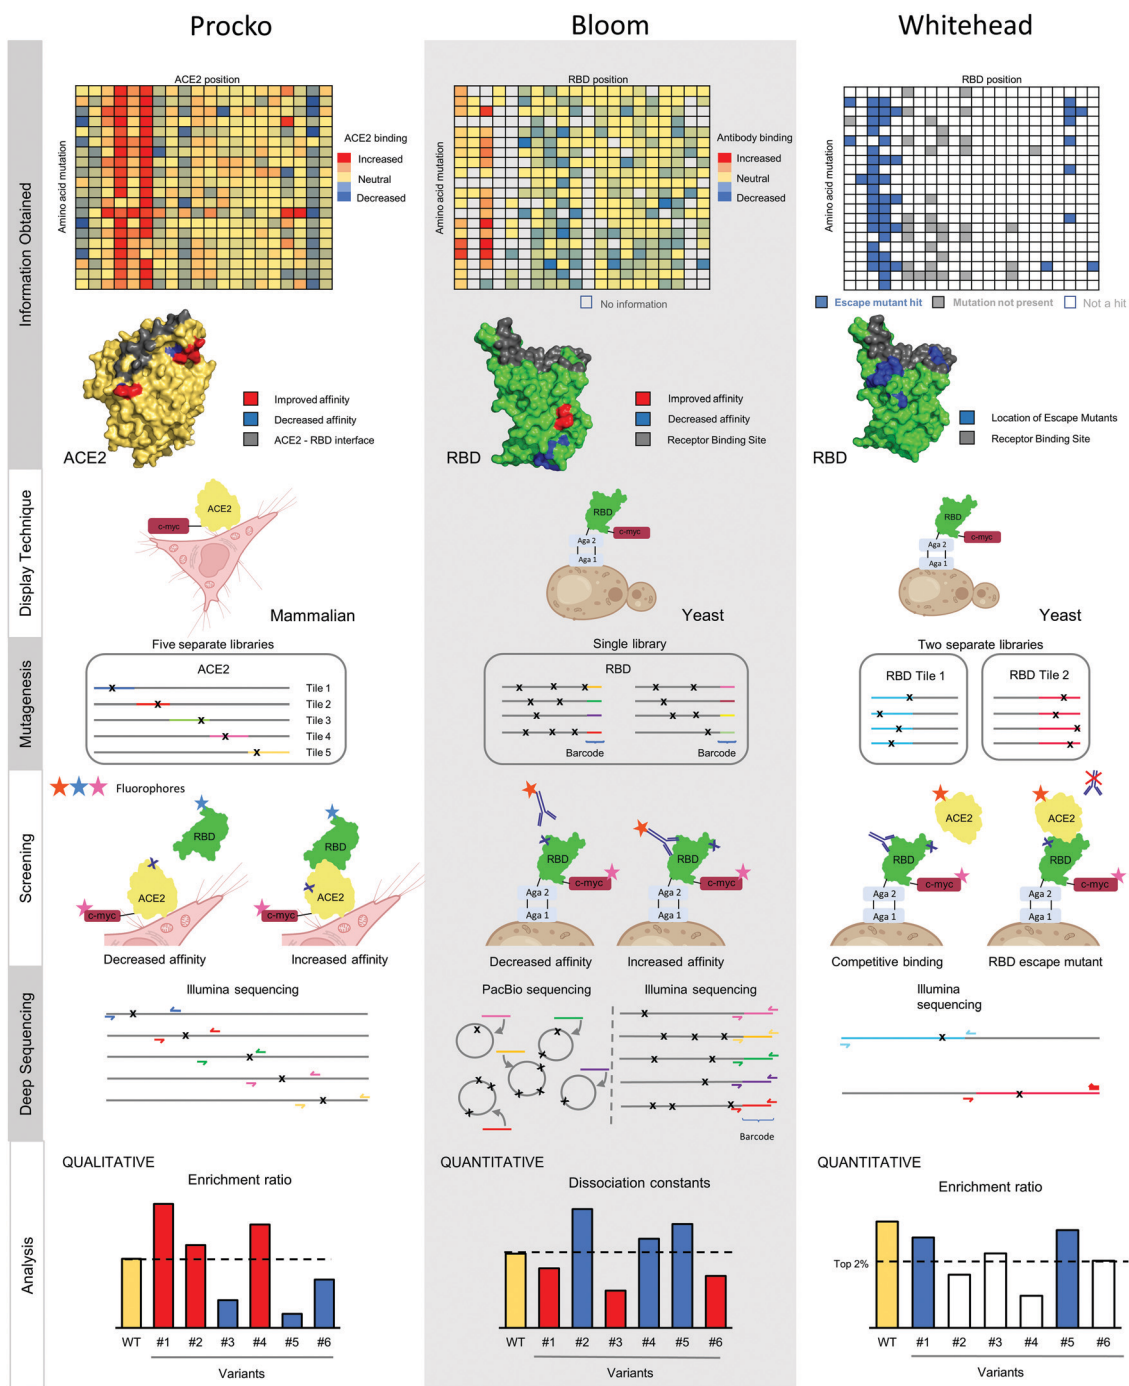 Procko
Bloom
Whitehead
Information Obtained
ACE2 position
Amino acid mutation
ACE2 binding
Increased
Neutral
Decreased
RBD position
Amino acid mutation
Antibody binding
Increased
Neutral
Decreased
No information
RBD position
Amino acid mutation
Escape mutant hit
Mutation not present
Not a hit
Improved affinity
Decreased affinity
ACE2 - RBD interface
ACE2
Improved affinity
Decreased affinity
Receptor Binding Site
RBD
Location of Escape Mutants
Receptor Binding Site
RBD
Display Technique
ACE2
c-myc
Mammalian
RBD
c-myc
Aga 2
Aga 1
Yeast
RBD
c-myc
Aga 2
Aga 1
Yeast
Mutagenesis
Five separate libraries
ACE2
Tile 1
Tile 2
Tile 3
Tile 4
Tile 5
Single library
RBD
Barcode
Barcode
Two separate libraries
RBD Tile 1
RBD Tile 2
Screening
Fluorophores
RBD
ACE2
c-myc
Decreased affinity
RBD
ACE2
c-myc
Increased affinity
RBD
c-myc
Aga 2
Aga 1
Decreased affinity
RBD
c-myc
Aga 2
Aga 1
Increased affinity
ACE2
RBD
c-myc
Aga 2
Aga 1
Competitive binding
ACE2
RBD
c-myc
Aga 2
Aga 1
RBD escape mutant
Deep Sequencing
Illumina sequencing
PacBio sequencing
Illumina sequencing
Barcode
Illumina
sequencing
Analysis
QUALITATIVE
Enrichment ratio
WT
#1
#2
#3
#4
#5
#6
Variants
QUANTITATIVE
Dissociation constants
WT
#1
#2
#3
#4
#5
#6
Variants
QUANTITATIVE
Enrichment ratio
Top 2%
WT
#1
#2
#3
#4
#5
#6
Variants